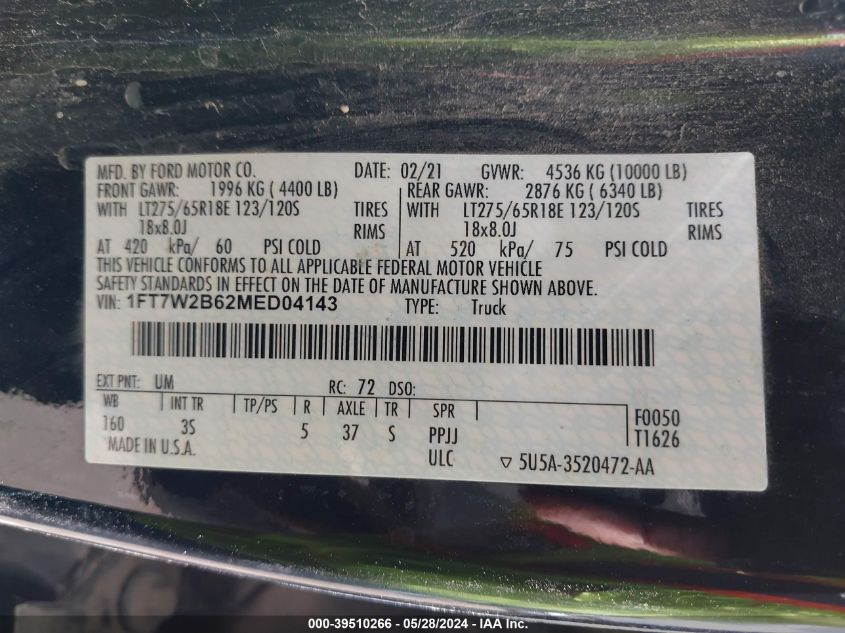 MFD. BY FORD MOTOR CO. DATE: 02/21 GVWR: 4536 KG (10000 LB)
FRONT GAWR: 1996 KG ( 4400 LB) REAR GAWR: 2876 KG ( 6340 LB)
WITH LT275/65R18E 123/120S TIRES WITH LT275/65R18E 123/120S TIRES
18x8.0J RIMS 18x8.0J RIMS
AT 420 kPa/ 60 PSI COLD AT 520 kPa/ 75 PSI COLD
THIS VEHICLE CONFORMS TO ALL APPLICABLE FEDERAL MOTOR VEHICLE
SAFETY STANDARDS IN EFFECT ON THE DATE OF MANUFACTURE SHOWN ABOVE.
VIN: 1FT7W2B62MED04143 TYPE: Truck
EXT PNT: UM RC: 72 DSO:
WB INT TR TP/PS R AXLE TR SPR F0050
160 3S 5 37 S PPJJ T1626
MADE IN U.S.A. ULC ▽ 5U5A-3520472-AA
000-39510266 - 05/28/2024 - IAA Inc.